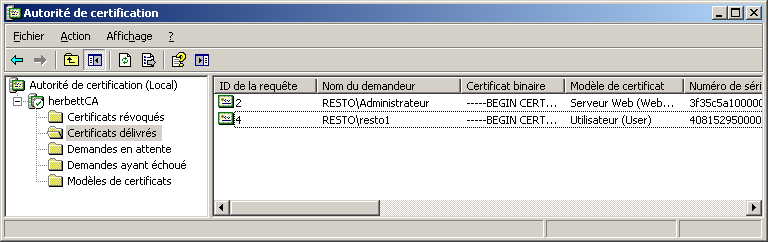 Autorité de certification
Fichier Action Affichage ?
Autorité de certification (Local)
herbettCA
Certificats révoqués
Certificats délivrés
Demandes en attente
Demandes ayant échoué
Modèles de certificats
ID de la requête Nom du demandeur Certificat binaire Modèle de certificat Numéro de séri
2 RESTO\Administrateur -----BEGIN CERT... Serveur Web (Web... 3f35c5a100000
4 RESTO\resto1 -----BEGIN CERT... Utilisateur (User) 408152950000